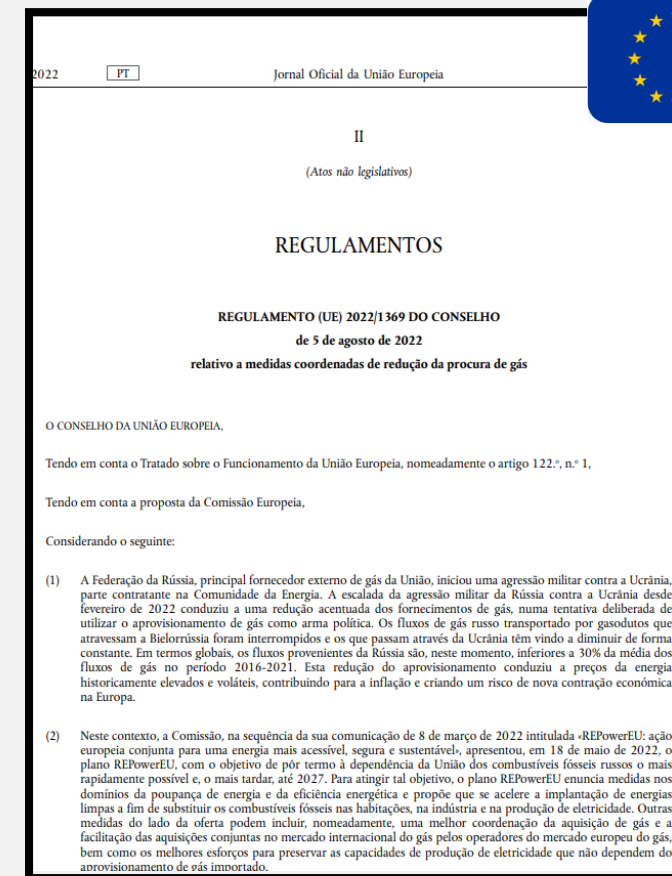 2022 PT Jornal Oficial da União Europeia
II
(Atos não legislativos)
REGULAMENTOS
REGULAMENTO (UE) 2022/1369 DO CONSELHO
de 5 de agosto de 2022
relativo a medidas coordenadas de redução da procura de gás
O CONSELHO DA UNIÃO EUROPEIA,
Tendo em conta o Tratado sobre o Funcionamento da União Europeia, nomeadamente o artigo 122.º, n.º 1,
Tendo em conta a proposta da Comissão Europeia,
Considerando o seguinte:
(1) A Federação da Rússia, principal fornecedor externo de gás da União, iniciou uma agressão militar contra a Ucrânia,
parte contratante na Comunidade da Energia. A escalada da agressão militar da Rússia contra a Ucrânia desde
fevereiro de 2022 conduziu a uma redução acentuada dos fornecimentos de gás, numa tentativa deliberada de
utilizar o aprovisionamento de gás como arma política. Os fluxos de gás russo transportado por gasodutos que
atravessam a Bielorrússia foram interrompidos e os que passam através da Ucrânia têm vindo a diminuir de forma
constante. Em termos globais, os fluxos provenientes da Rússia são, neste momento, inferiores a 30% da média dos
fluxos de gás no período 2016-2021. Esta redução do aprovisionamento conduziu a preços da energia
historicamente elevados e voláteis, contribuindo para a inflação e criando um risco de nova contração económica
na Europa.
(2) Neste contexto, a Comissão, na sequência da sua comunicação de 8 de março de 2022 intitulada «REPowerEU: ação
europeia conjunta para uma energia mais acessível, segura e sustentável», apresentou, em 18 de maio de 2022, o
plano REPowerEU, com o objetivo de pôr termo à dependência da União dos combustíveis fósseis russos o mais
rapidamente possível e, o mais tardar, até 2027. Para atingir tal objetivo, o plano REPowerEU enuncia medidas nos
domínios da poupança de energia e da eficiência energética e propõe que se acelere a implantação de energias
limpas a fim de substituir os combustíveis fósseis nas habitações, na indústria e na produção de eletricidade. Outras
medidas do lado da oferta podem incluir, nomeadamente, uma melhor coordenação da aquisição de gás e a
facilitação das aquisições conjuntas no mercado internacional do gás pelos operadores do mercado europeu do gás,
bem como os melhores esforços para preservar as capacidades de produção de eletricidade que não dependem do
aprovisionamento de gás importado.